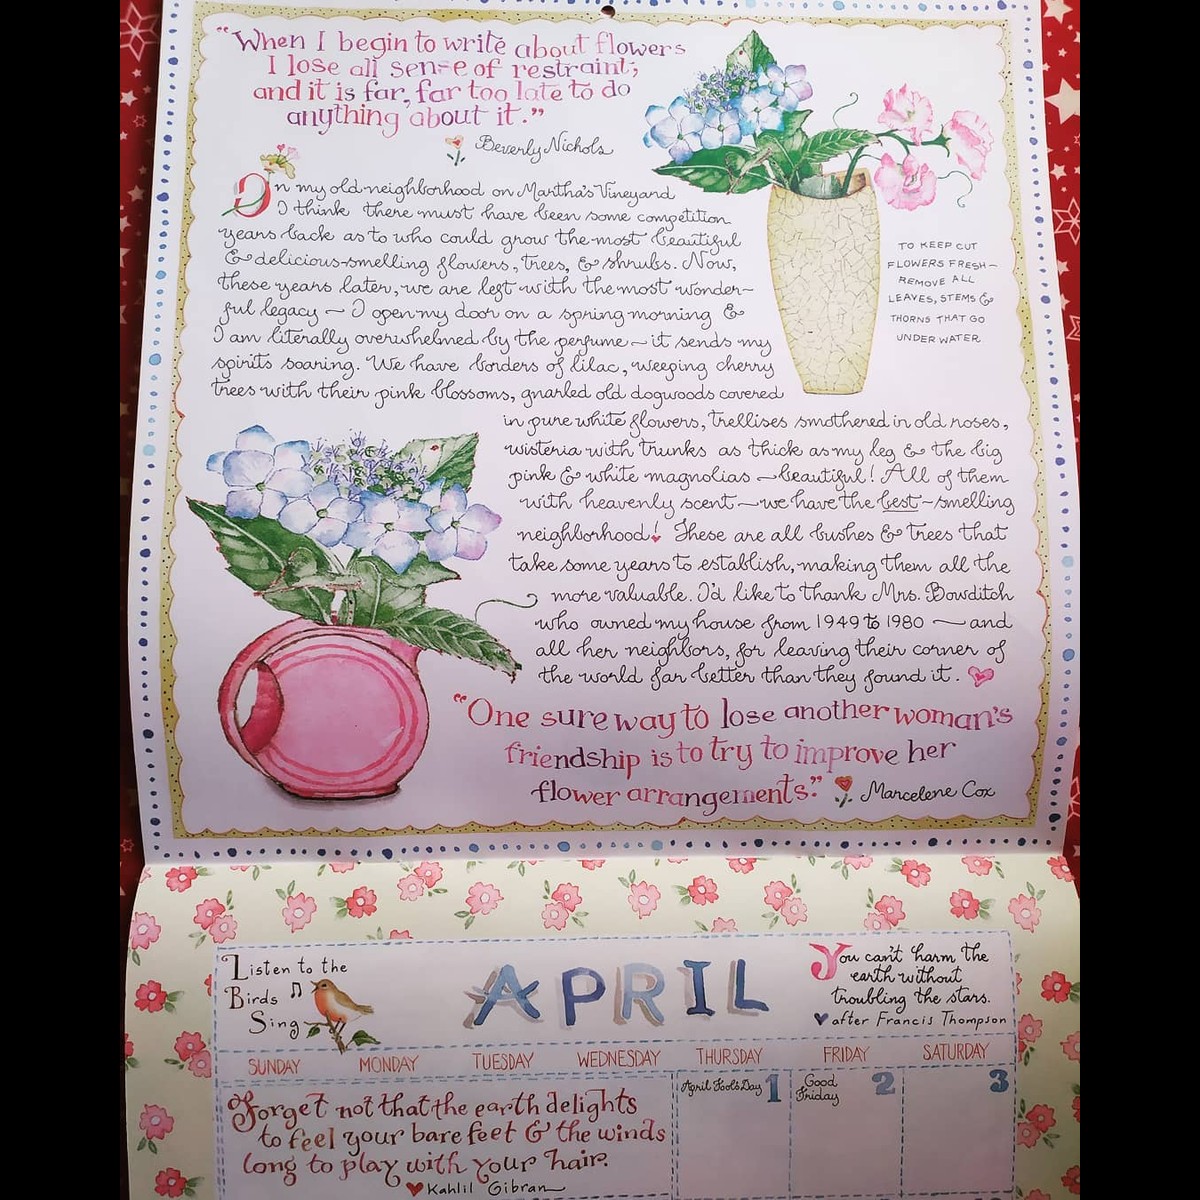 "When I begin to write about flowers
I lose all sense of restraint;
and it is far, far too late to do
anything about it."
Beverly Nichols
On my old neighborhood on Martha's Vineyard
I think there must have been some competition
years back as to who could grow the most beautiful
& delicious-smelling flowers, trees, & shrubs. Now,
these years later, we are left with the most wonder-
ful legacy ~ I open my door on a spring morning &
I am literally overwhelmed by the perfume ~ it sends my
spirits soaring. We have borders of lilac, weeping cherry
trees with their pink blossoms, gnarled old dogwoods covered
in pure white flowers, trellises smothered in old roses,
wisteria with trunks as thick as my leg & the big
pink & white magnolias ~ beautiful! All of them
with heavenly scent ~ we have the best ~ smelling
neighborhood! These are all bushes & trees that
take some years to establish, making them all the
more valuable. I'd like to thank Mrs. Bowditch
who owned my house from 1949 to 1980 — and
all her neighbors, for leaving their corner of
the world far better than they found it.
TO KEEP CUT
FLOWERS FRESH –
REMOVE ALL
LEAVES, STEMS &
THORNS THAT GO
UNDER WATER
"One sure way to lose another woman's
friendship is to try to improve her
flower arrangements."
Marcelene Cox
Listen to the
Birds
Sing
APRIL
You can't harm the
earth without
troubling the stars.
after Francis Thompson
SUNDAY MONDAY TUESDAY WEDNESDAY THURSDAY FRIDAY SATURDAY
Forget not that the earth delights
to feel your bare feet & the winds
long to play with your hair.
Kahlil Gibran
April Fool's Day 1
Good
Friday 2
3